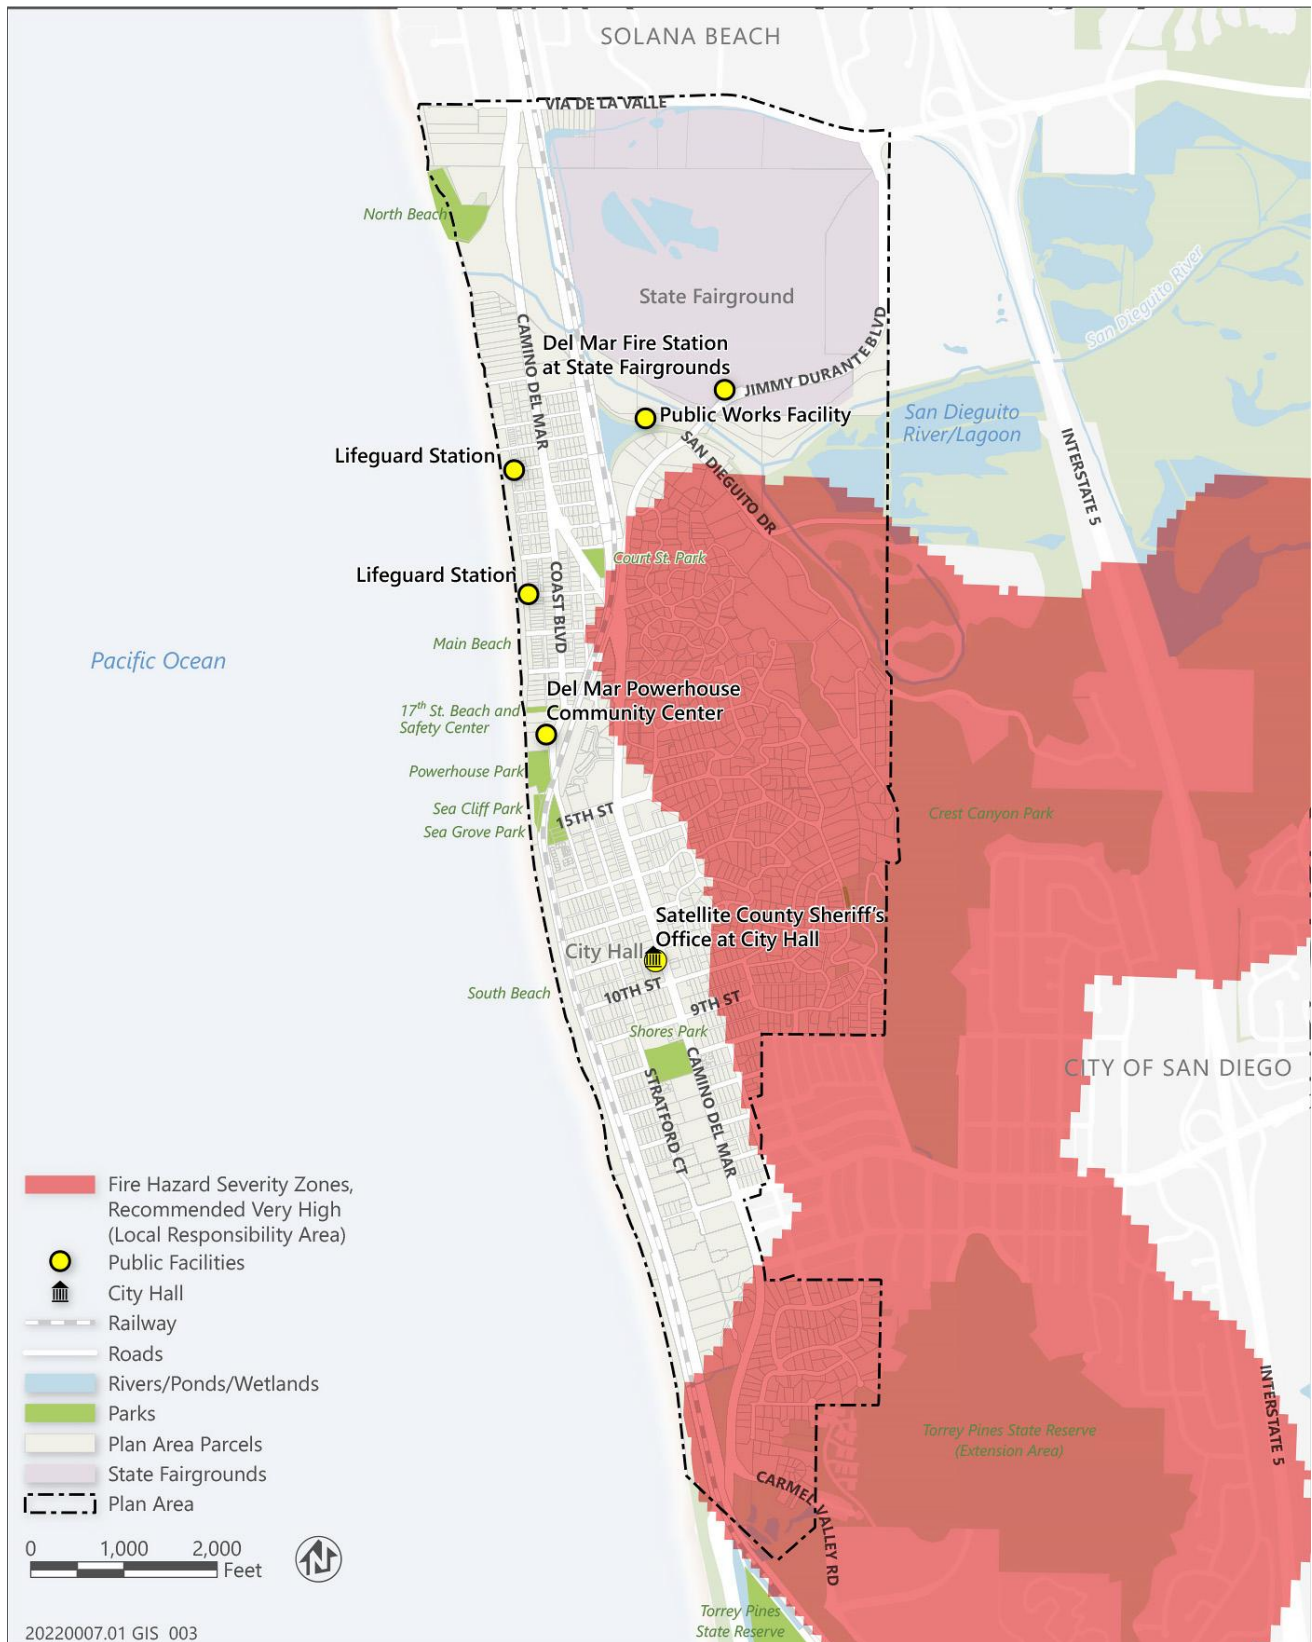 SOLANA BEACH
VIA DE LA VALLE
North Beach
State Fairground
San Dieguito River
CAMINO DEL MAR
Del Mar Fire Station
at State Fairgrounds
JIMMY DURANTE BLVD
Public Works Facility
San Dieguito
River/Lagoon
SAN DIEGUITO DR
INTERSTATE 5
Lifeguard Station
Court St. Park
Lifeguard Station
COAST BLVD
Main Beach
Pacific Ocean
Del Mar Powerhouse
Community Center
17th St. Beach and
Safety Center
Powerhouse Park
Sea Cliff Park
Sea Grove Park
15TH ST
Crest Canyon Park
Satellite County Sheriff's
Office at City Hall
City Hall
South Beach
10TH ST
9TH ST
Shores Park
CITY OF SAN DIEGO
STRATFORD CT
CAMINO DEL MAR
Torrey Pines State Reserve
(Extension Area)
INTERSTATE 5
CARMEL VALLEY RD
Torrey Pines
State Reserve
Fire Hazard Severity Zones,
Recommended Very High
(Local Responsibility Area)
Public Facilities
City Hall
Railway
Roads
Rivers/Ponds/Wetlands
Parks
Plan Area Parcels
State Fairgrounds
Plan Area
0 1,000 2,000
Feet
N
20220007.01 GIS 003